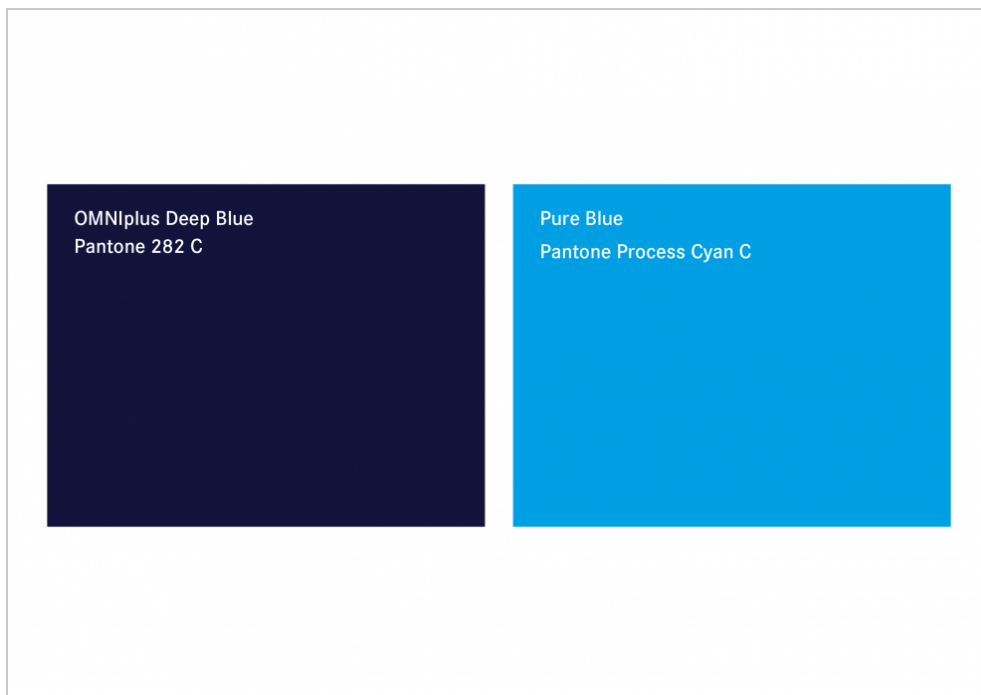 OMNIplus Deep Blue
Pantone 282 C
Pure Blue
Pantone Process Cyan C